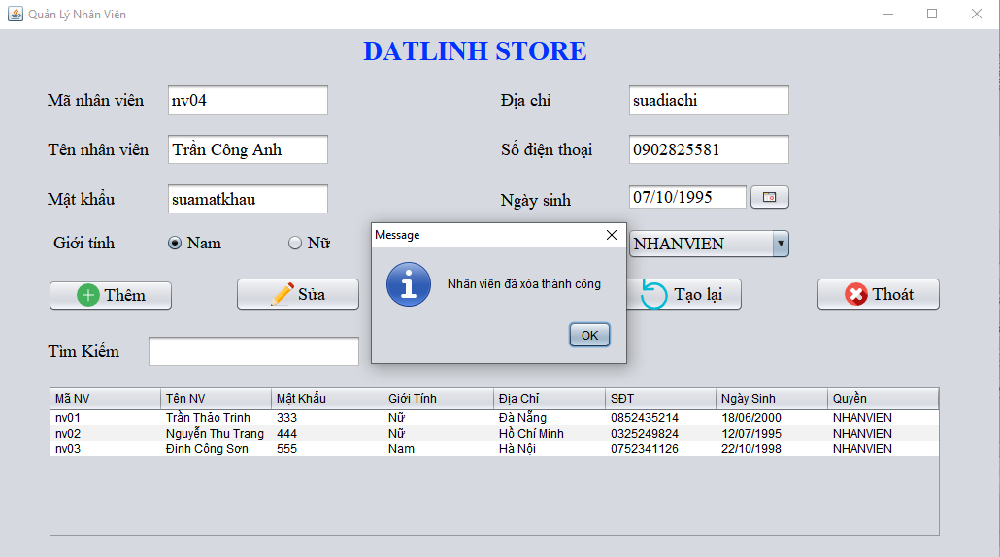 Quản Lý Nhân Viên
DATLINH STORE
Mã nhân viên nv04 Địa chỉ suadiachi
Tên nhân viên Trần Công Anh Số điện thoại 0902825581
Mật khẩu suamatkhau Ngày sinh 07/10/1995
Giới tính Nam Nữ NHANVIEN
Message
Nhân viên đã xóa thành công
OK
Thêm Sửa Tạo lại Thoát
Tìm Kiếm
Mã NV Tên NV Mật Khẩu Giới Tính Địa Chỉ SĐT Ngày Sinh Quyền
nv01 Trần Thảo Trinh 333 Nữ Đà Nẵng 0852435214 18/06/2000 NHANVIEN
nv02 Nguyễn Thu Trang 444 Nữ Hồ Chí Minh 0325249824 12/07/1995 NHANVIEN
nv03 Đinh Công Sơn 555 Nam Hà Nội 0752341126 22/10/1998 NHANVIEN